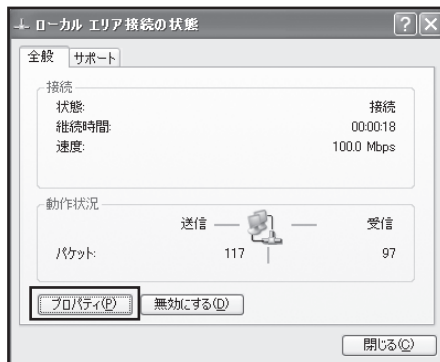 ローカル エリア接続の状態
全般 サポート
接続
状態: 接続
継続時間: 00:00:18
速度: 100.0 Mbps
動作状況
送信 受信
パケット: 117 97
プロパティ(P) 無効にする(D)
閉じる(C)